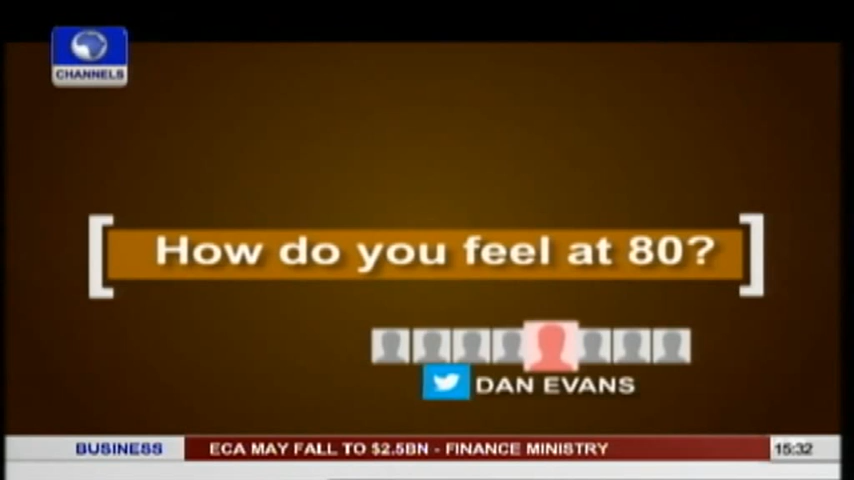 CHANNELS
How do you feel at 80?
DAN EVANS
BUSINESS ECA MAY FALL TO $2.5BN - FINANCE MINISTRY 15:32